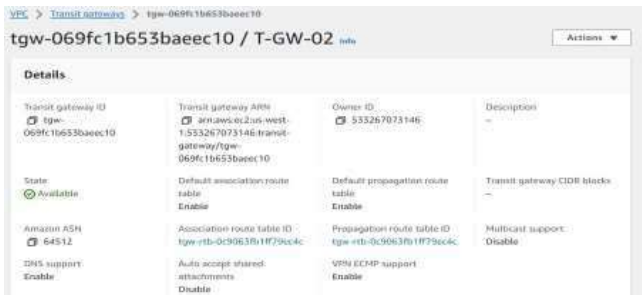 VPC > Transit gateways > tgw-069fc1b653baeec10
tgw-069fc1b653baeec10 / T-GW-02 Info
Actions
Details
Transit gateway ID
tgw-
069fc1b653baeec10
Transit gateway ARN
arn:aws:ec2:us-west-
1:533267073146:transit-
gateway/tgw-
069fc1b653baeec10
Owner ID
533267073146
Description
–
State
Available
Default association route
table
Enable
Default propagation route
table
Enable
Transit gateway CIDR blocks
–
Amazon ASN
64512
Association route table ID
tgw-rtb-0c9063fb1ff79ec4c
Propagation route table ID
tgw-rtb-0c9063fb1ff79ec4c
Multicast support
Disable
DNS support
Enable
Auto accept shared
attachments
Disable
VPN ECMP support
Enable